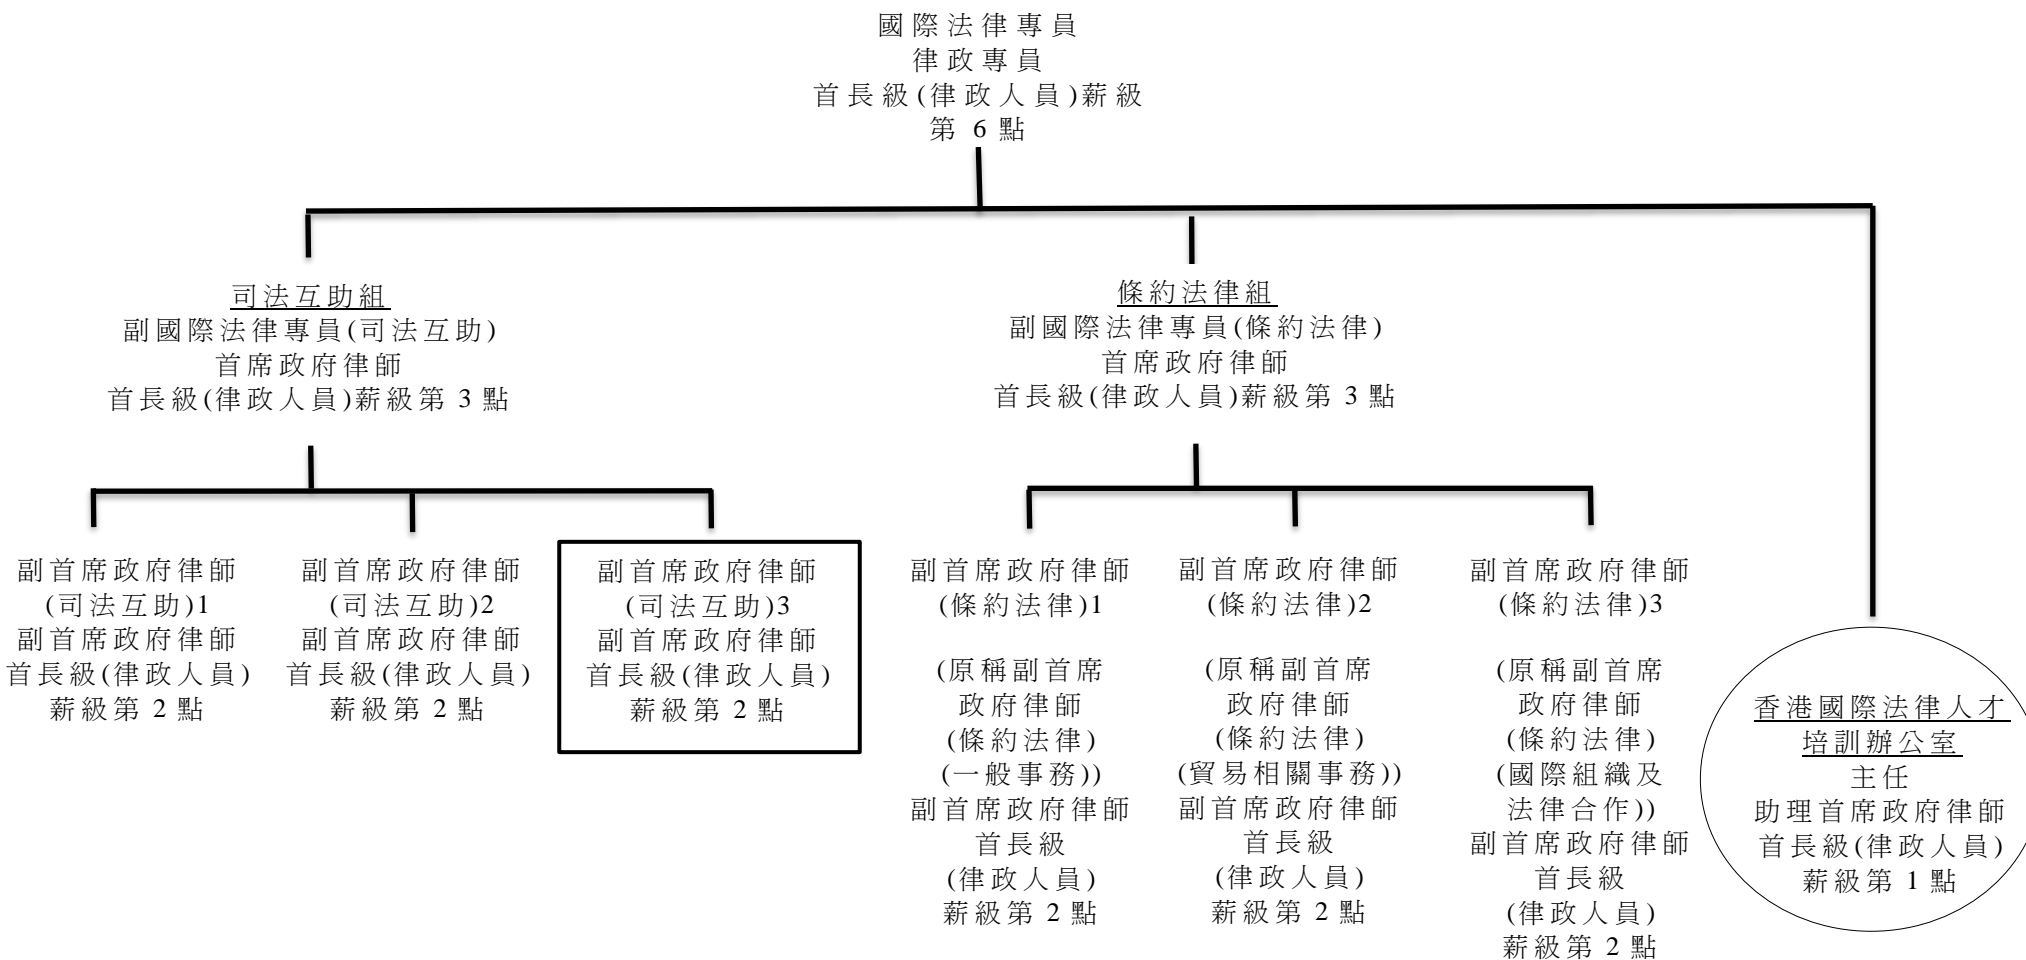 國際法律專員
律政專員
首長級(律政人員)薪級
第 6 點
司法互助組
副國際法律專員(司法互助)
首席政府律師
首長級(律政人員)薪級第 3 點
條約法律組
副國際法律專員(條約法律)
首席政府律師
首長級(律政人員)薪級第 3 點
副首席政府律師
(司法互助)1
副首席政府律師
首長級(律政人員)
薪級第 2 點
副首席政府律師
(司法互助)2
副首席政府律師
首長級(律政人員)
薪級第 2 點
副首席政府律師
(司法互助)3
副首席政府律師
首長級(律政人員)
薪級第 2 點
副首席政府律師
(條約法律)1
(原稱副首席
政府律師
(條約法律)
(一般事務))
副首席政府律師
首長級
(律政人員)
薪級第 2 點
副首席政府律師
(條約法律)2
(原稱副首席
政府律師
(條約法律)
(貿易相關事務))
副首席政府律師
首長級
(律政人員)
薪級第 2 點
副首席政府律師
(條約法律)3
(原稱副首席
政府律師
(條約法律)
(國際組織及
法律合作))
副首席政府律師
首長級
(律政人員)
薪級第 2 點
香港國際法律人才
培訓辦公室
主任
助理首席政府律師
首長級(律政人員)
薪級第 1 點